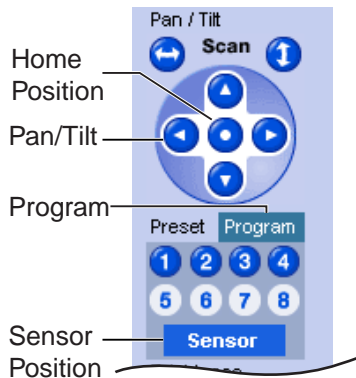 Pan / Tilt
Scan
Home
Position
Pan/Tilt
Program
Preset Program
1 2 3 4
5 6 7 8
Sensor
Sensor
Position